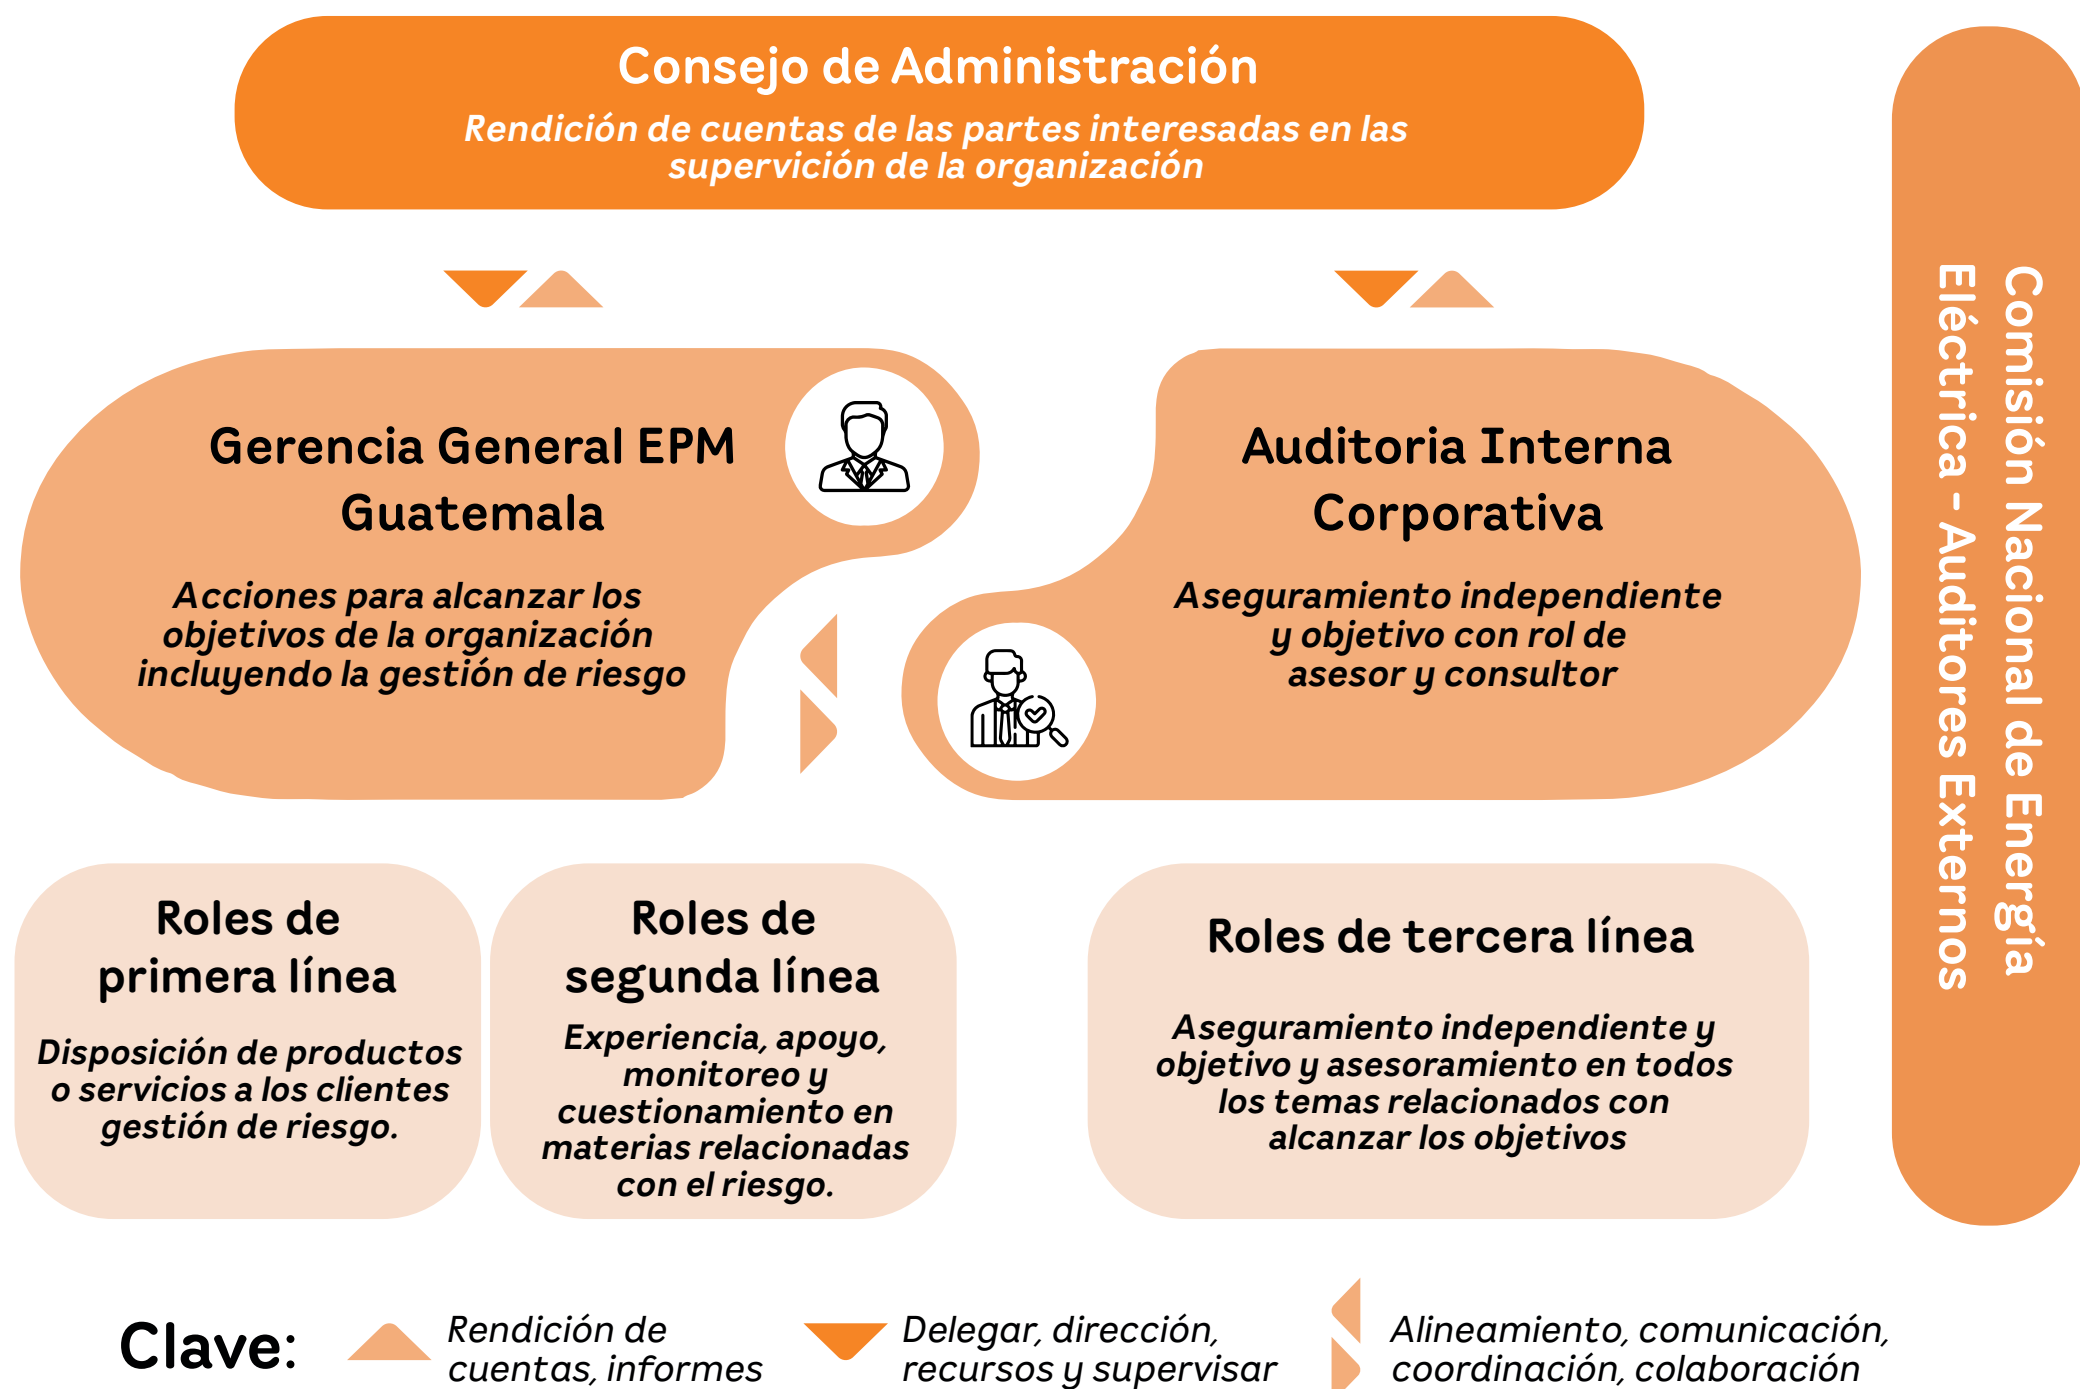 Consejo de Administración
Rendición de cuentas de las partes interesadas en las
supervición de la organización
Gerencia General EPM
Guatemala
Acciones para alcanzar los
objetivos de la organización
incluyendo la gestión de riesgo
Auditoria Interna
Corporativa
Aseguramiento independiente
y objetivo con rol de
asesor y consultor
Comisión Nacional de Energía
Eléctrica - Auditores Externos
Roles de
primera línea
Disposición de productos
o servicios a los clientes
gestión de riesgo.
Roles de
segunda línea
Experiencia, apoyo,
monitoreo y
cuestionamiento en
materias relacionadas
con el riesgo.
Roles de tercera línea
Aseguramiento independiente y
objetivo y asesoramiento en todos
los temas relacionados con
alcanzar los objetivos
Clave:
Rendición de
cuentas, informes
Delegar, dirección,
recursos y supervisar
Alineamiento, comunicación,
coordinación, colaboración